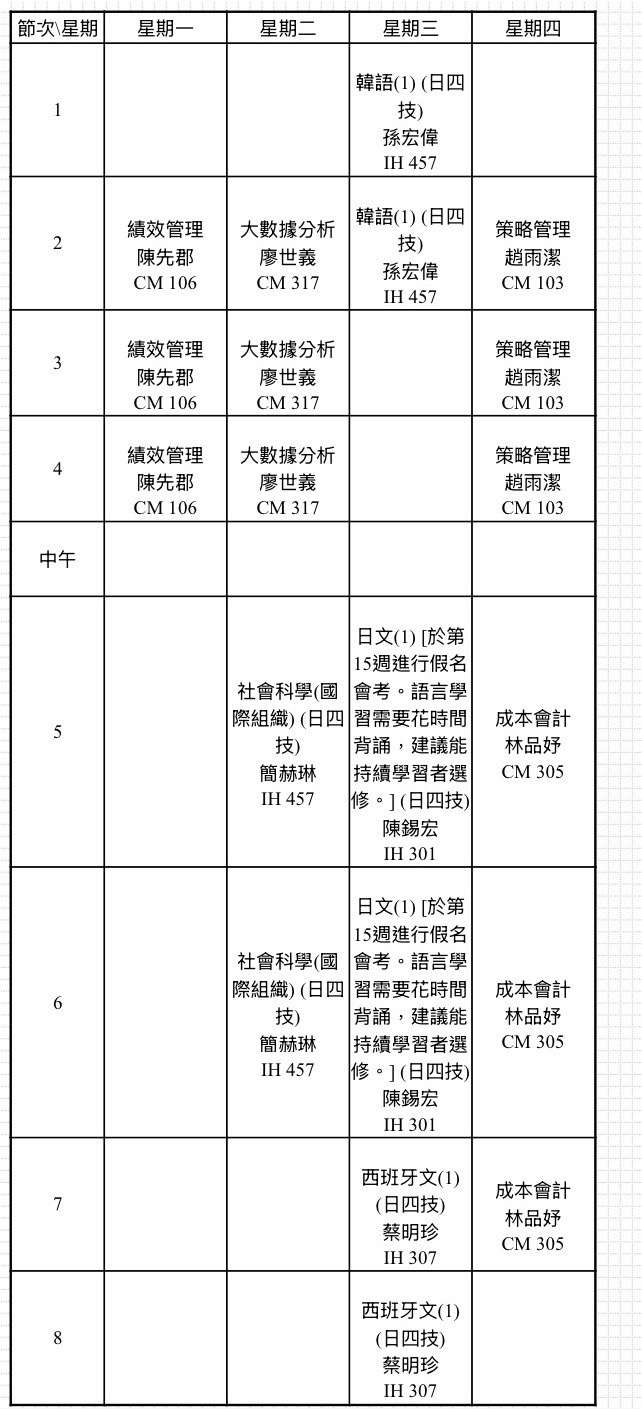 節次\星期 星期一 星期二 星期三 星期四
1
韓語(1) (日四
技)
孫宏偉
IH 457
2
績效管理
陳先郡
CM 106
大數據分析
廖世義
CM 317
韓語(1) (日四
技)
孫宏偉
IH 457
策略管理
趙雨潔
CM 103
3
績效管理
陳先郡
CM 106
大數據分析
廖世義
CM 317
策略管理
趙雨潔
CM 103
4
績效管理
陳先郡
CM 106
大數據分析
廖世義
CM 317
策略管理
趙雨潔
CM 103
中午
5
社會科學(國
際組織) (日四
技)
簡赫琳
IH 457
日文(1) [於第
15週進行假名
會考。語言學
習需要花時間
背誦，建議能
持續學習者選
修。] (日四技)
陳錫宏
IH 301
成本會計
林品妤
CM 305
6
社會科學(國
際組織) (日四
技)
簡赫琳
IH 457
日文(1) [於第
15週進行假名
會考。語言學
習需要花時間
背誦，建議能
持續學習者選
修。] (日四技)
陳錫宏
IH 301
成本會計
林品妤
CM 305
7
西班牙文(1)
(日四技)
蔡明珍
IH 307
成本會計
林品妤
CM 305
8
西班牙文(1)
(日四技)
蔡明珍
IH 307